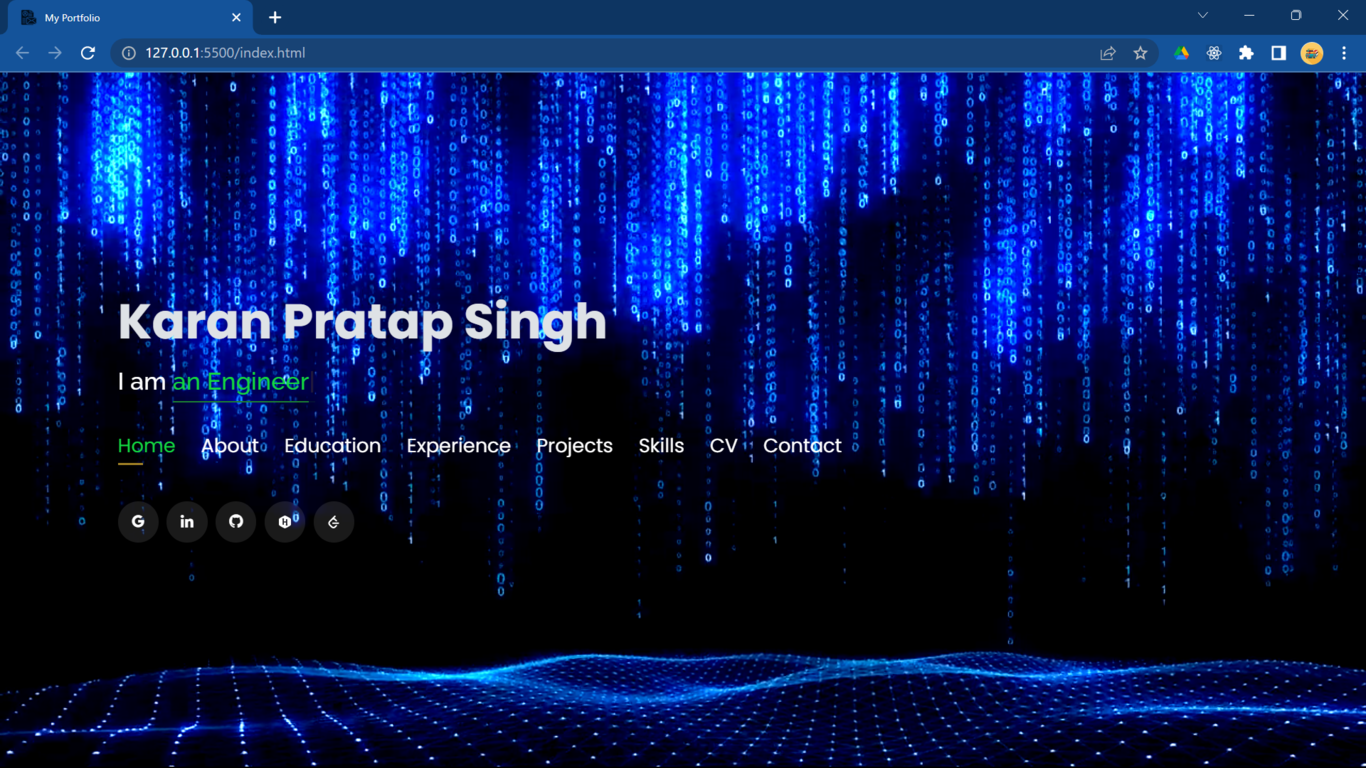 My Portfolio
127.0.0.1:5500/index.html
Karan Pratap Singh
I am an Engineer
Home About Education Experience Projects Skills CV Contact